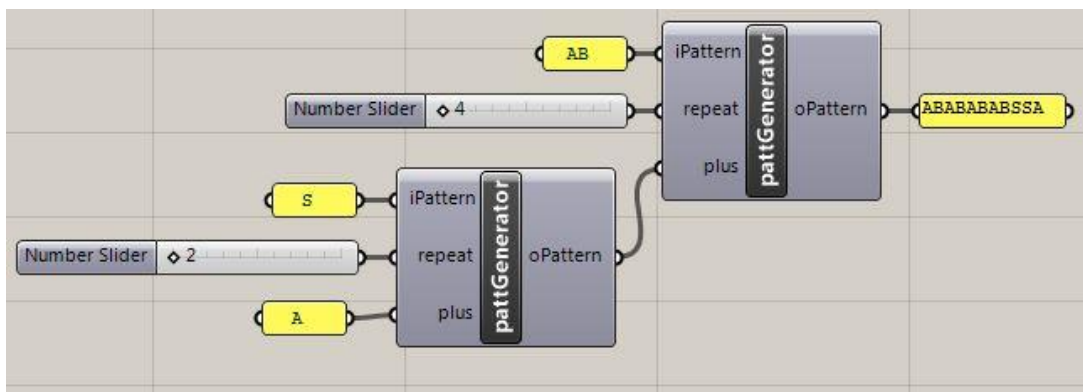 AB
Number Slider
4
iPattern
repeat
plus
pattGenerator
oPattern
ABABABABSSA
S
Number Slider
2
A
iPattern
repeat
plus
pattGenerator
oPattern